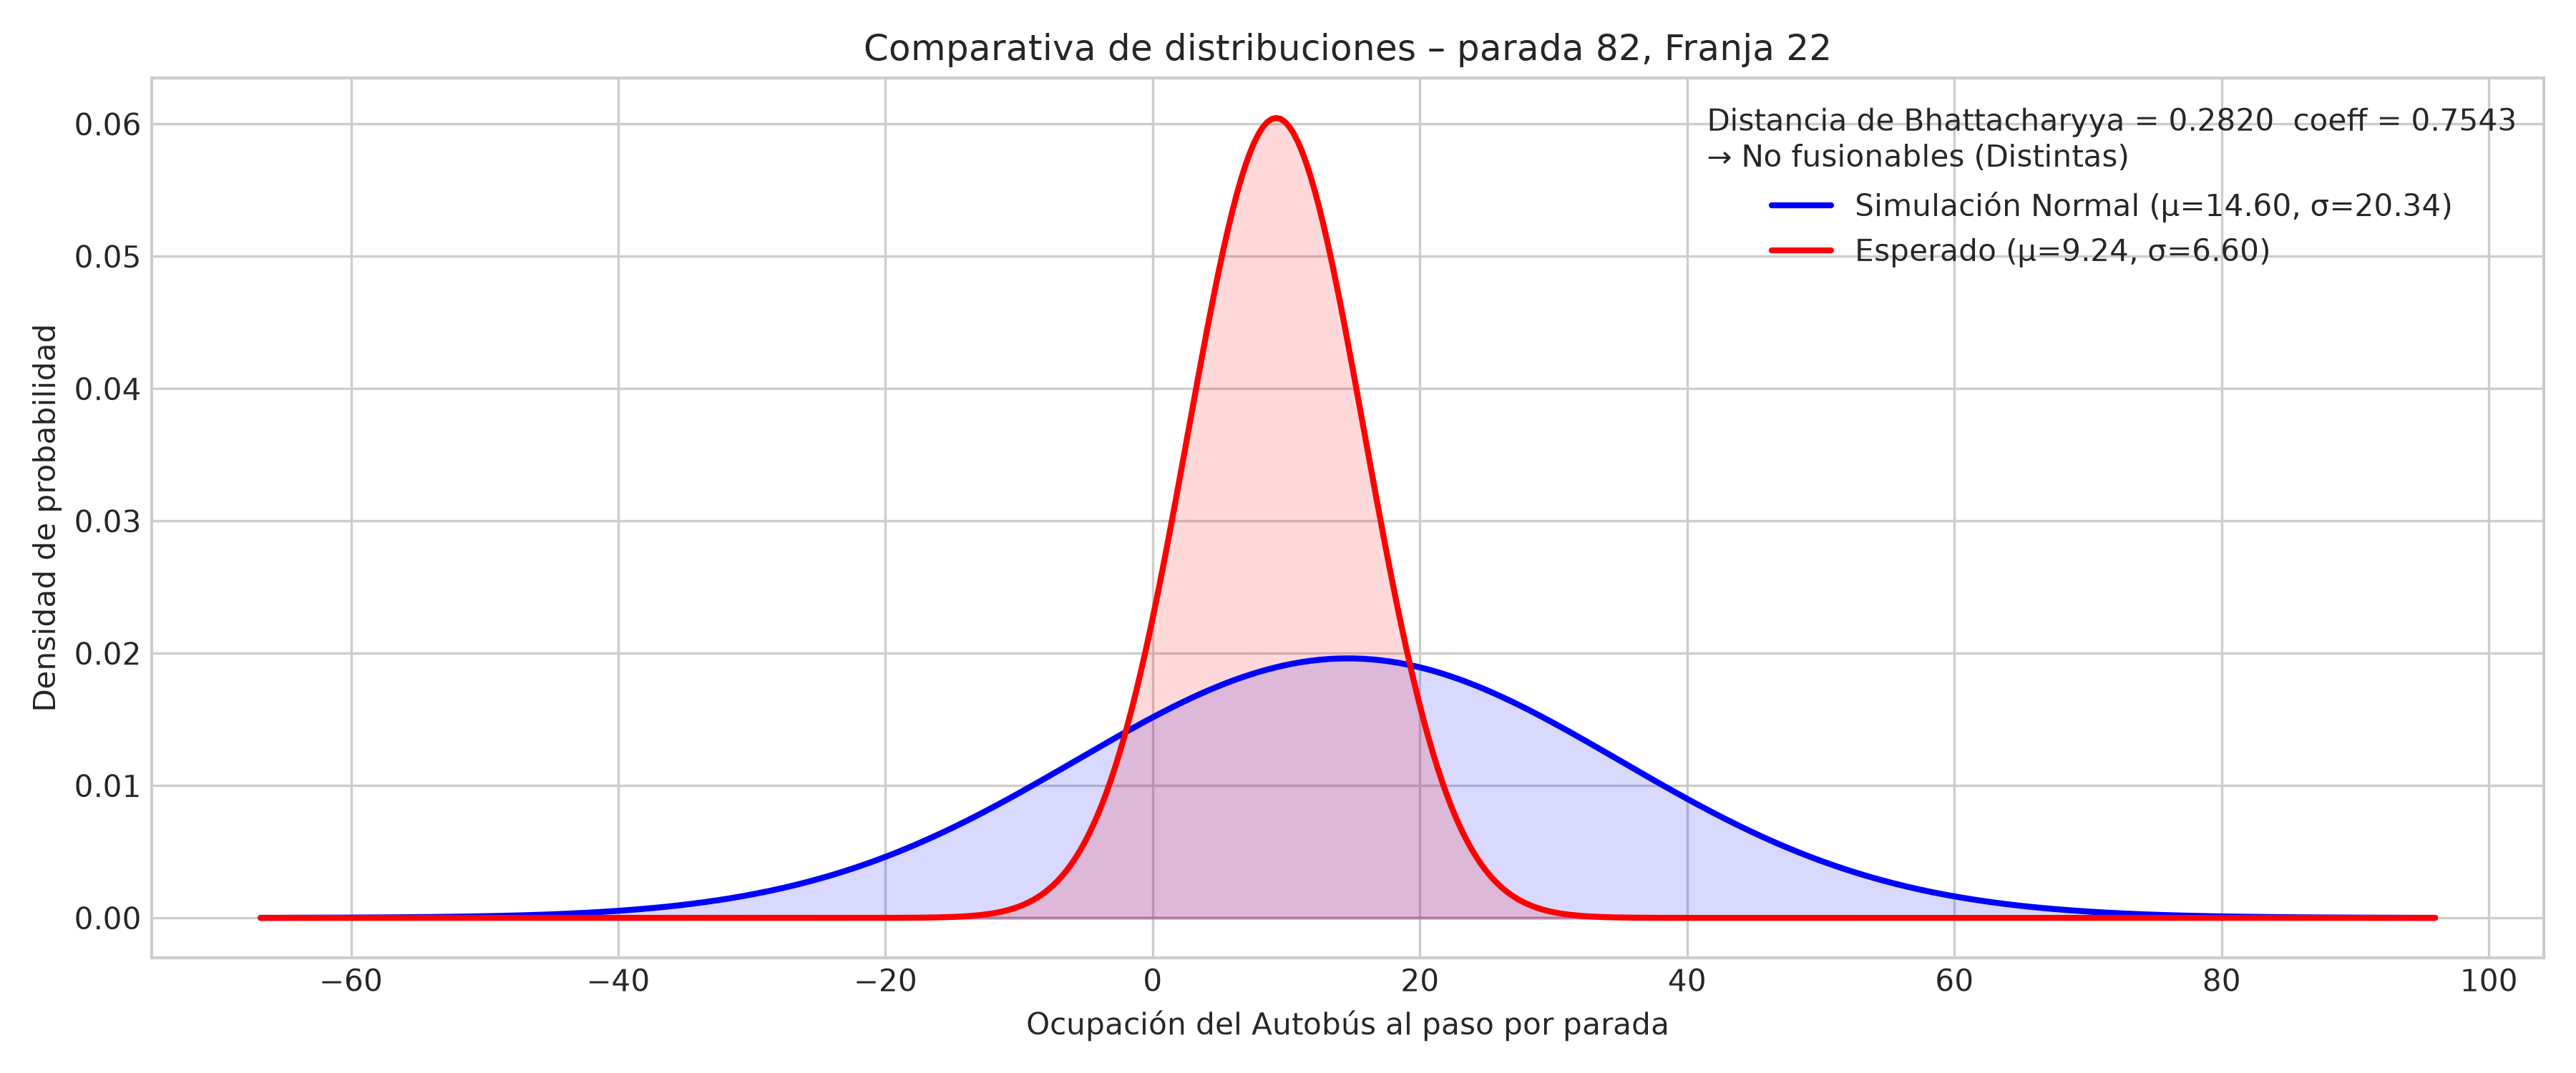 Comparativa de distribuciones – parada 82, Franja 22
Distancia de Bhattacharyya = 0.2820  coeff = 0.7543
→ No fusionables (Distintas)
Simulación Normal (μ=14.60, σ=20.34)
Esperado (μ=9.24, σ=6.60)
Densidad de probabilidad
0.06
0.05
0.04
0.03
0.02
0.01
0.00
−60 −40 −20 0 20 40 60 80 100
Ocupación del Autobús al paso por parada